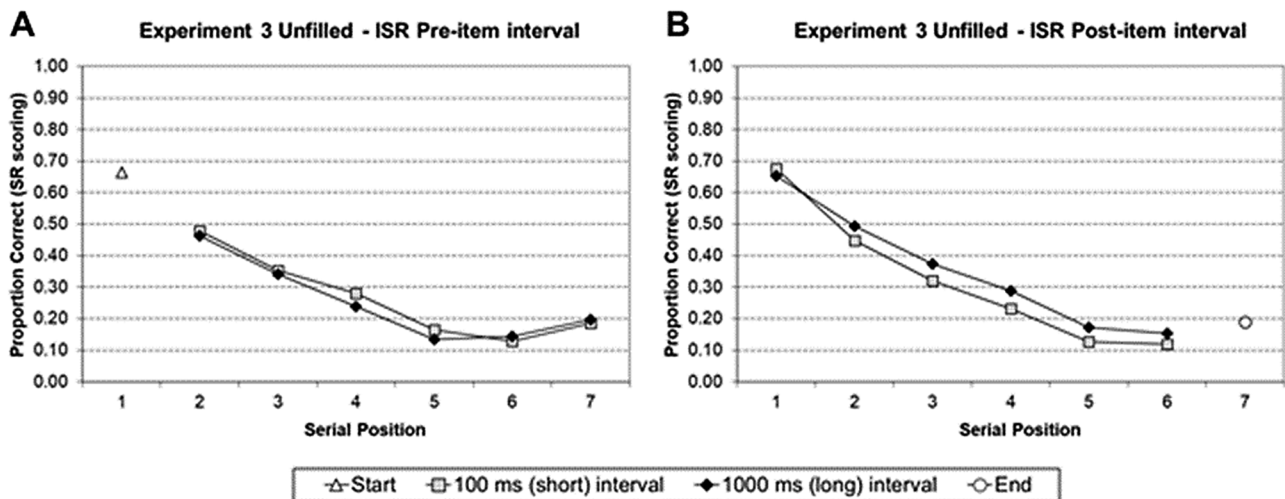 A
Experiment 3 Unfilled - ISR Pre-item interval
Proportion Correct (SR scoring)
1.00
0.90
0.80
0.70
0.60
0.50
0.40
0.30
0.20
0.10
0.00
1 2 3 4 5 6 7
Serial Position
B
Experiment 3 Unfilled - ISR Post-item interval
Proportion Correct (SR scoring)
1.00
0.90
0.80
0.70
0.60
0.50
0.40
0.30
0.20
0.10
0.00
1 2 3 4 5 6 7
Serial Position
Start 100 ms (short) interval 1000 ms (long) interval End